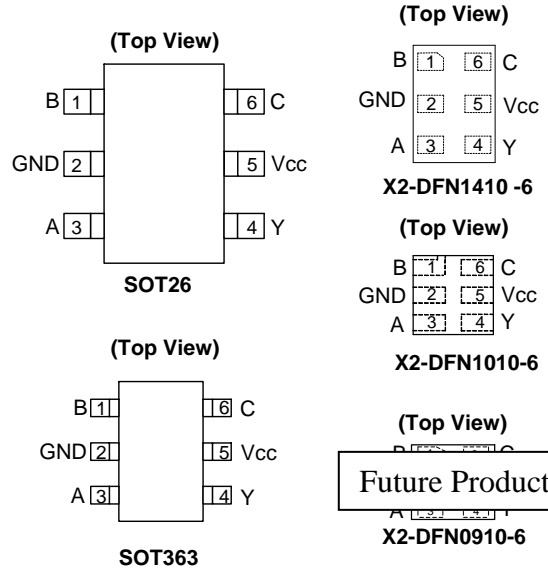 (Top View)
B 1 6 C
GND 2 5 Vcc
A 3 4 Y
SOT26
(Top View)
B 1 6 C
GND 2 5 Vcc
A 3 4 Y
SOT363
(Top View)
B 1 6 C
GND 2 5 Vcc
A 3 4 Y
X2-DFN1410 -6
(Top View)
B 1 6 C
GND 2 5 Vcc
A 3 4 Y
X2-DFN1010-6
(Top View)
Future Product
X2-DFN0910-6